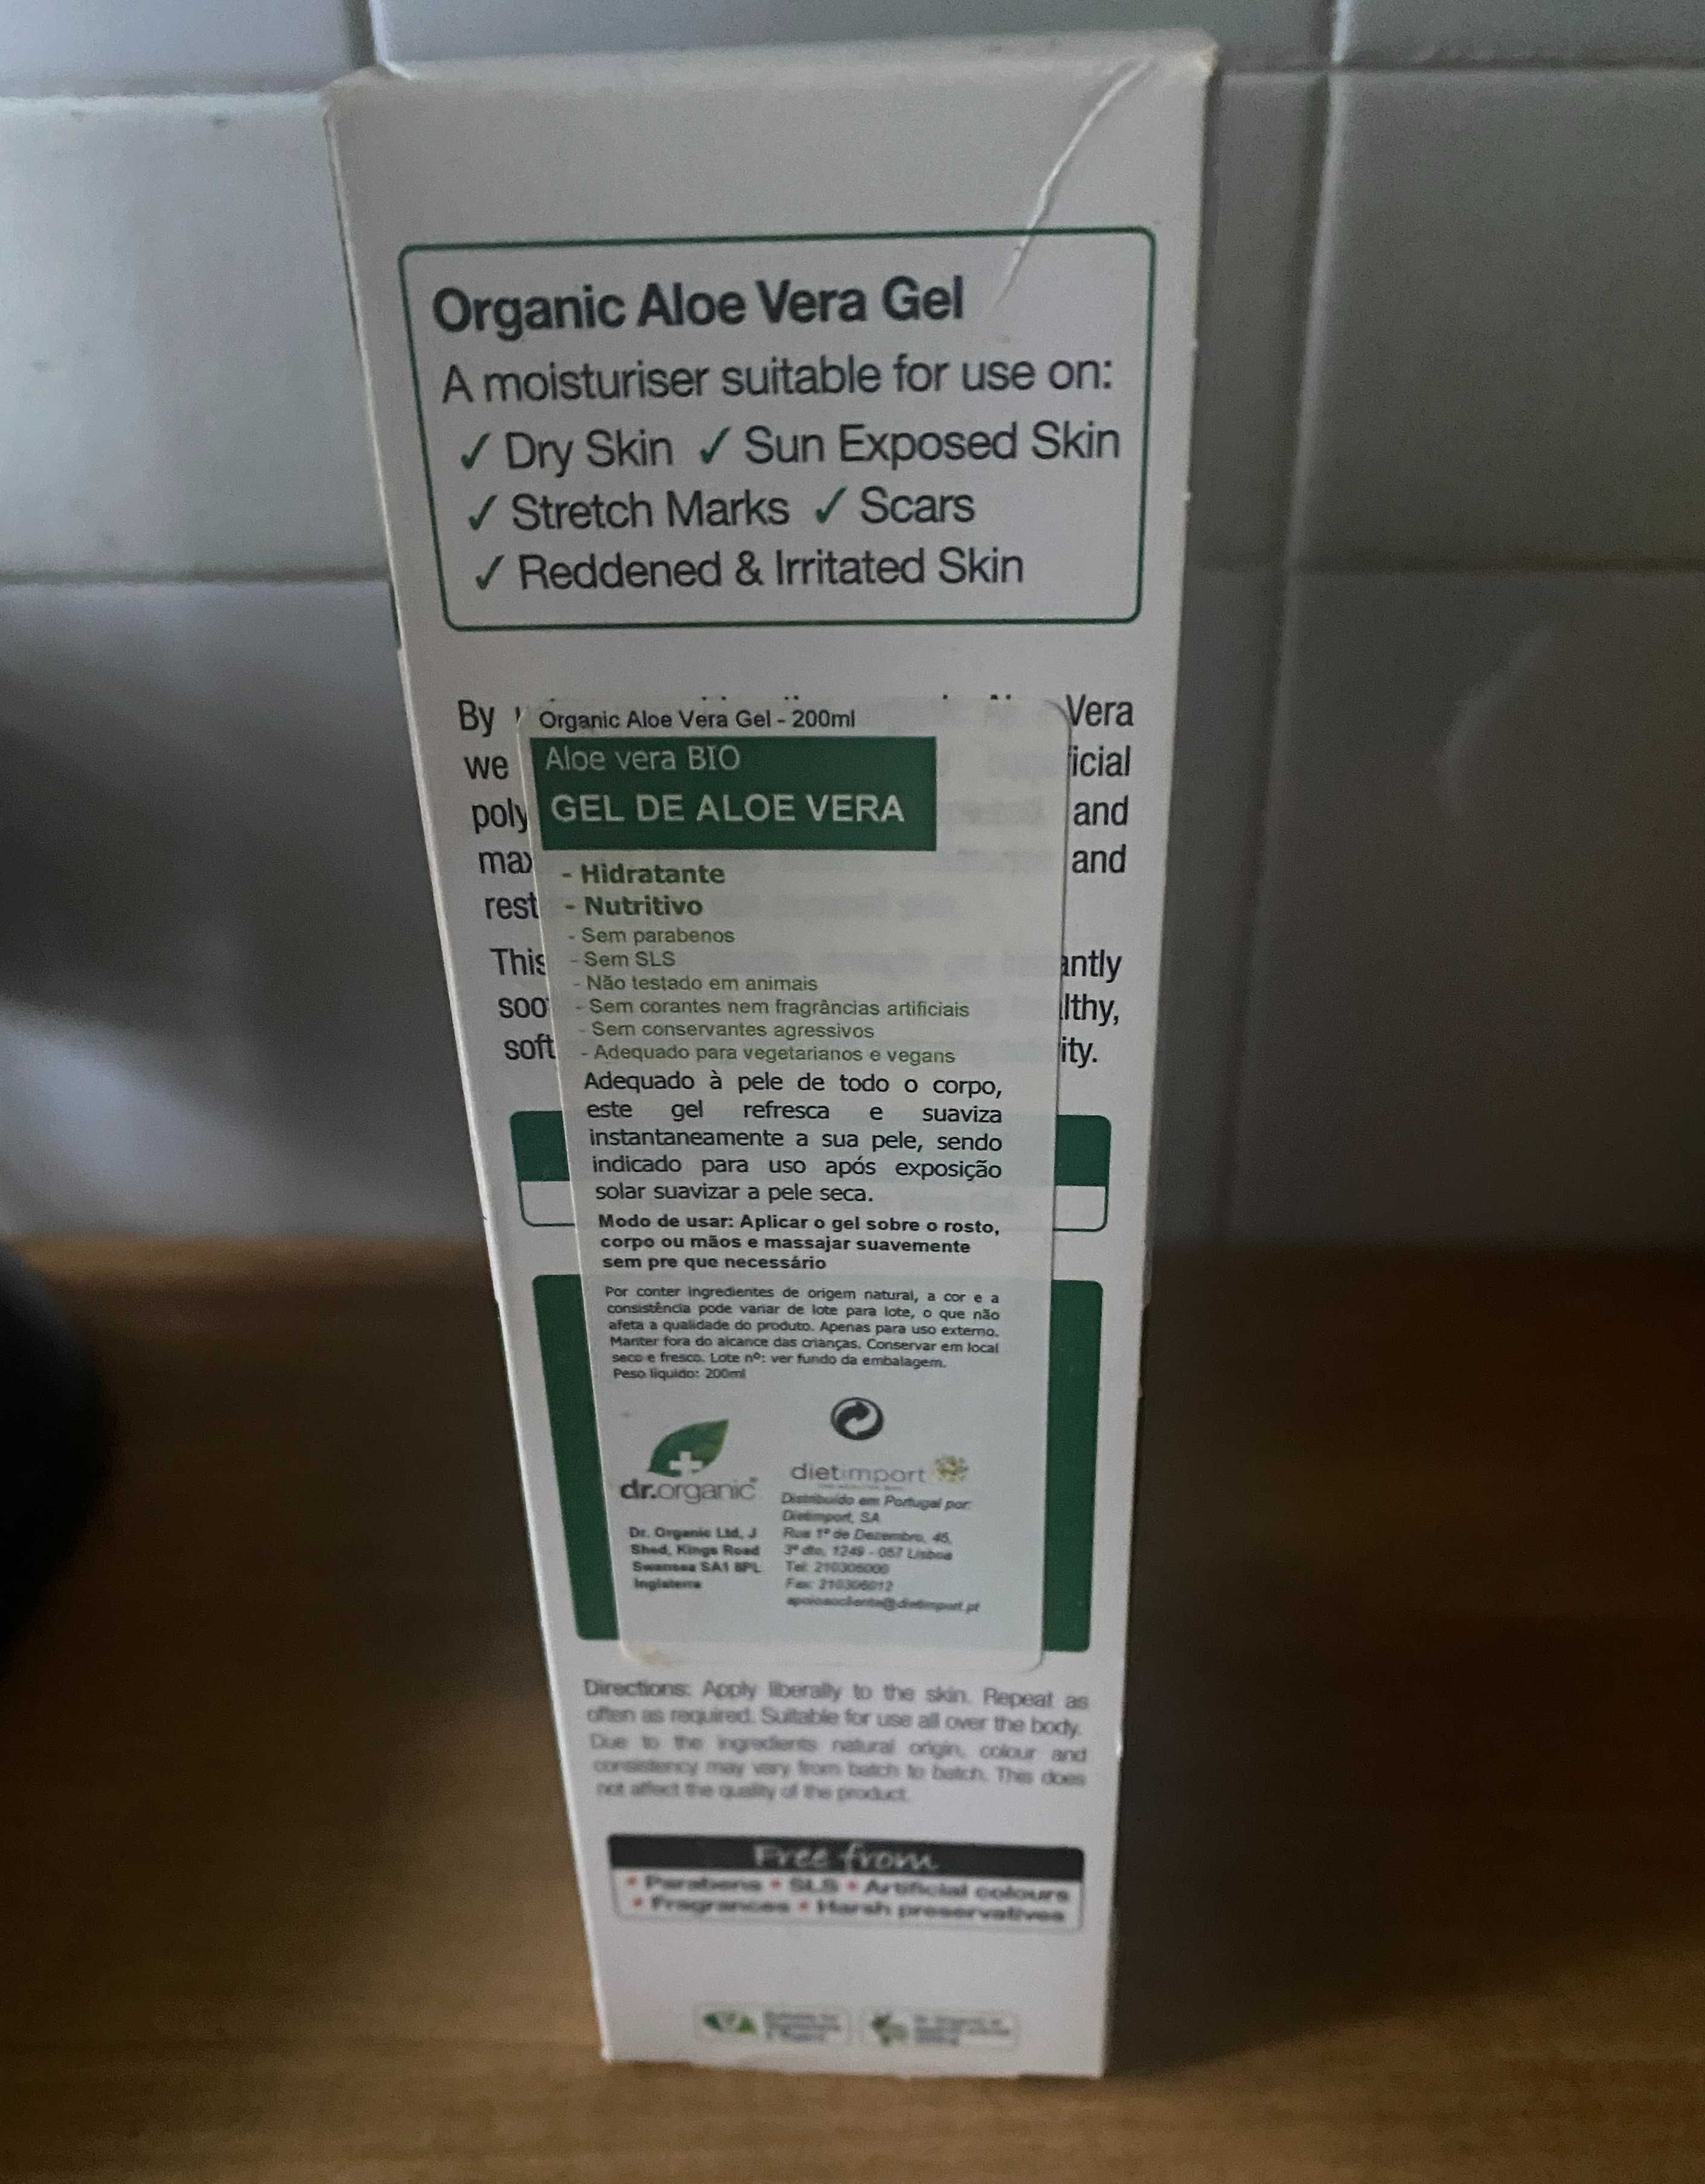 Organic Aloe Vera Gel
A moisturiser suitable for use on:
✓ Dry Skin ✓ Sun Exposed Skin
✓ Stretch Marks ✓ Scars
✓ Reddened & Irritated Skin
By Vera
we icial
poly and
max and
rest
This antly
soo lthy,
soft ity.
Organic Aloe Vera Gel - 200ml
Aloe vera BIO
GEL DE ALOE VERA
- Hidratante
- Nutritivo
- Sem parabenos
- Sem SLS
- Não testado em animais
- Sem corantes nem fragrâncias artificiais
- Sem conservantes agressivos
- Adequado para vegetarianos e vegans
Adequado à pele de todo o corpo,
este gel refresca e suaviza
instantaneamente a sua pele, sendo
indicado para uso após exposição
solar suavizar a pele seca.
Modo de usar: Aplicar o gel sobre o rosto,
corpo ou mãos e massajar suavemente
sem pre que necessário
Por conter ingredientes de origem natural, a cor e a
consistência pode variar de lote para lote, o que não
afeta a qualidade do produto. Apenas para uso externo.
Manter fora do alcance das crianças. Conservar em local
seco e fresco. Lote nº: ver fundo da embalagem.
Peso líquido: 200ml
dr.organic®
Dr. Organic Ltd, J
Shed, Kings Road
Swansea SA1 8PL
Inglaterra
dietimport
Distribuído em Portugal por:
Dietimport, SA
Rua 1º de Dezembro, 45,
3º dto, 1249 - 057 Lisboa
Tel: 210306000
Fax: 210306012
apoioaocliente@dietimport.pt
Directions: Apply liberally to the skin. Repeat as
often as required. Suitable for use all over the body.
Due to the ingredients natural origin, colour and
consistency may vary from batch to batch. This does
not affect the quality of the product.
Free from
• Parabens • SLS • Artificial colours
• Fragrances • Harsh preservatives